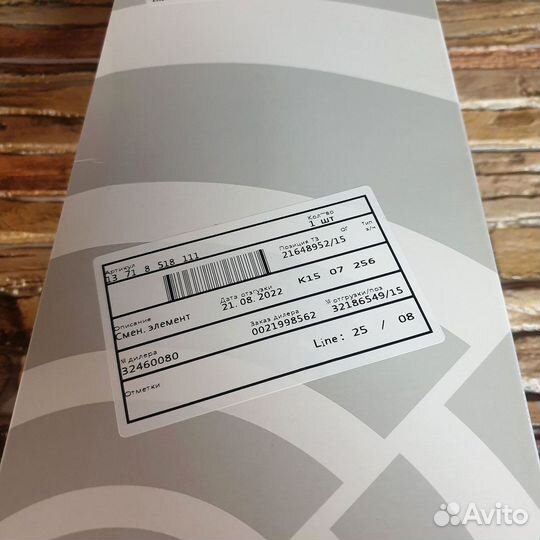 Кол-во
1 шт
Артикул
13 71 8 518 111
Позиция ТЗ ОГ Тип
з/н
21648952/15
Описание
Смен. элемент
Дата отгузки
21.08.2022
K15 07 256
№ дилера
32460080
Заказ дилера
0021998562
№ отгрузки/поз
32186549/15
Отметки
Line: 25 / 08
Avito